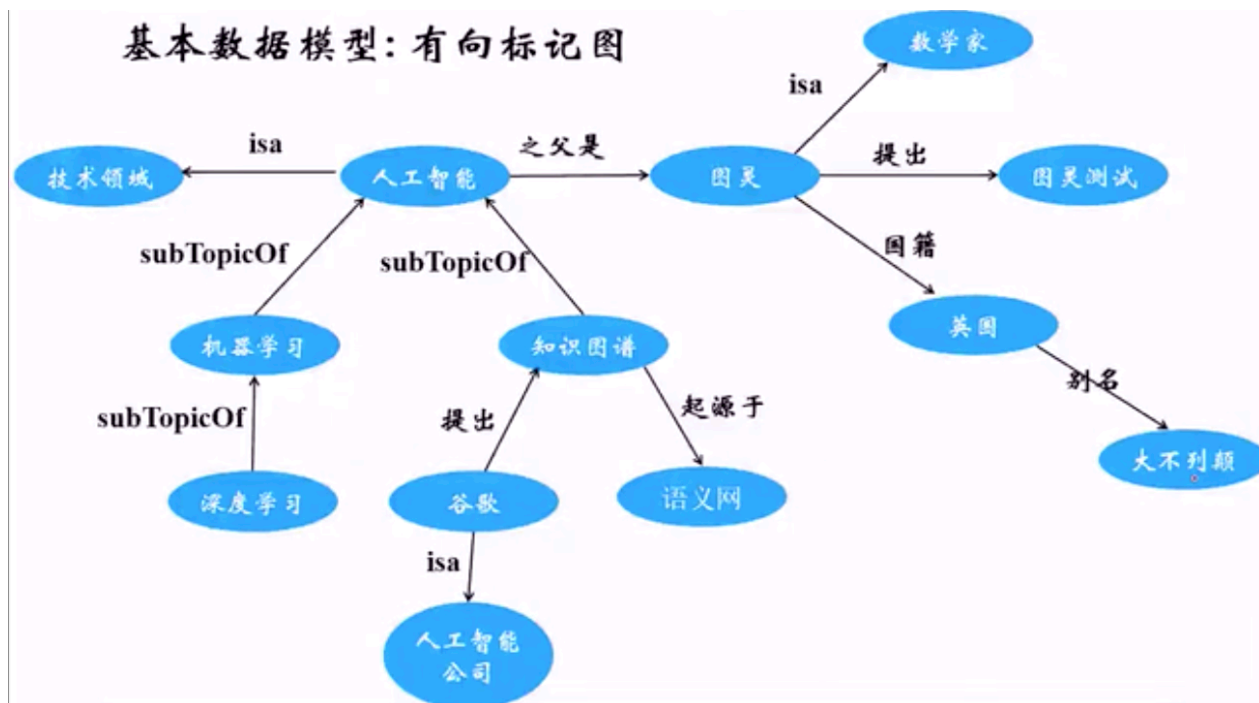 基本数据模型: 有向标记图
数学家
isa
isa
之父是
提出
技术领域
人工智能
图灵
图灵测试
subTopicOf
subTopicOf
国籍
机器学习
知识图谱
英国
subTopicOf
提出
起源于
别名
深度学习
谷歌
语义网
大不列颠
isa
人工智能
公司